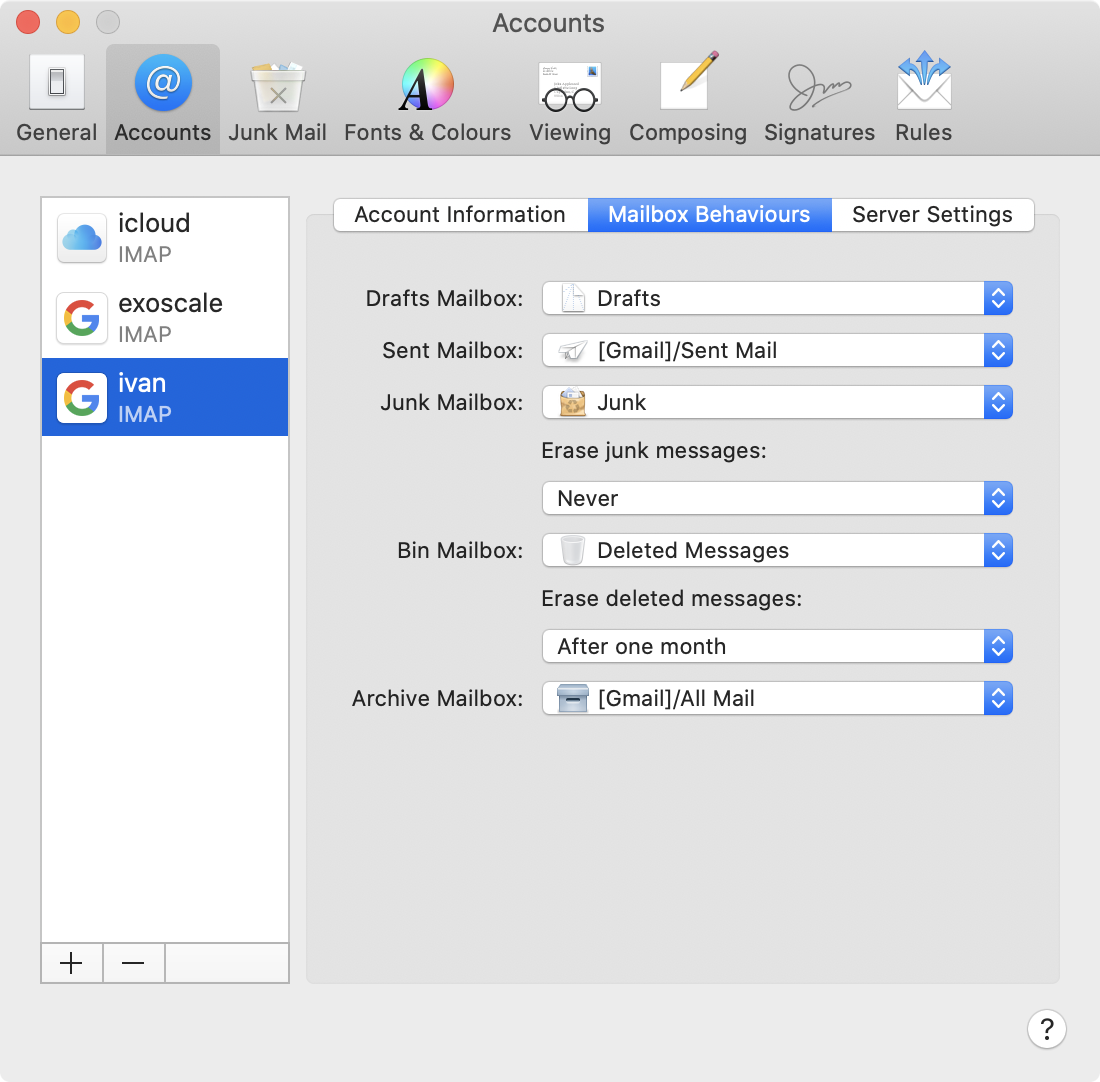 Accounts
General
Accounts
Junk Mail
Fonts & Colours
Viewing
Composing
Signatures
Rules
icloud
IMAP
exoscale
IMAP
ivan
IMAP
Account Information
Mailbox Behaviours
Server Settings
Drafts Mailbox: Drafts
Sent Mailbox: [Gmail]/Sent Mail
Junk Mailbox: Junk
Erase junk messages:
Never
Bin Mailbox: Deleted Messages
Erase deleted messages:
After one month
Archive Mailbox: [Gmail]/All Mail
?